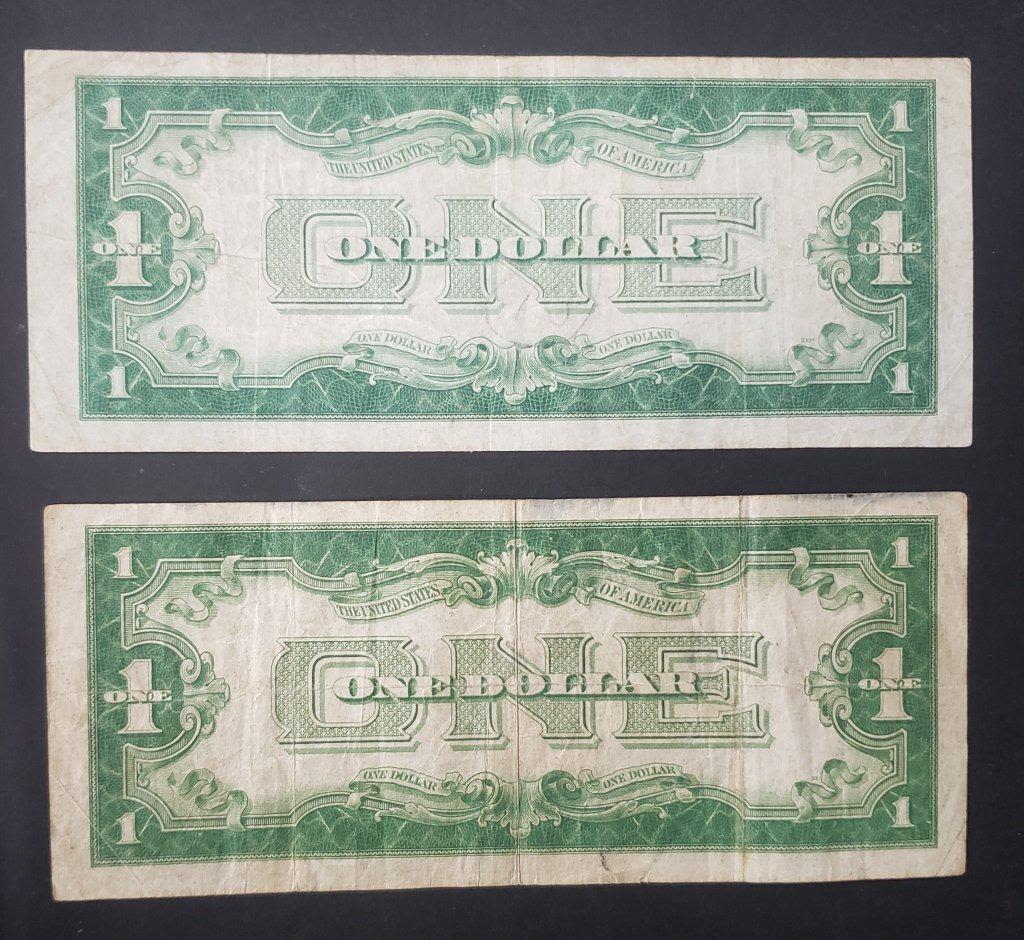 1 1
THE UNITED STATES OF AMERICA
ONE
ONE 1 ONE DOLLAR ONE 1
ONE DOLLAR ONE DOLLAR
1 1
1 1
THE UNITED STATES OF AMERICA
ONE
ONE 1 ONE DOLLAR ONE 1
ONE DOLLAR ONE DOLLAR
1 1